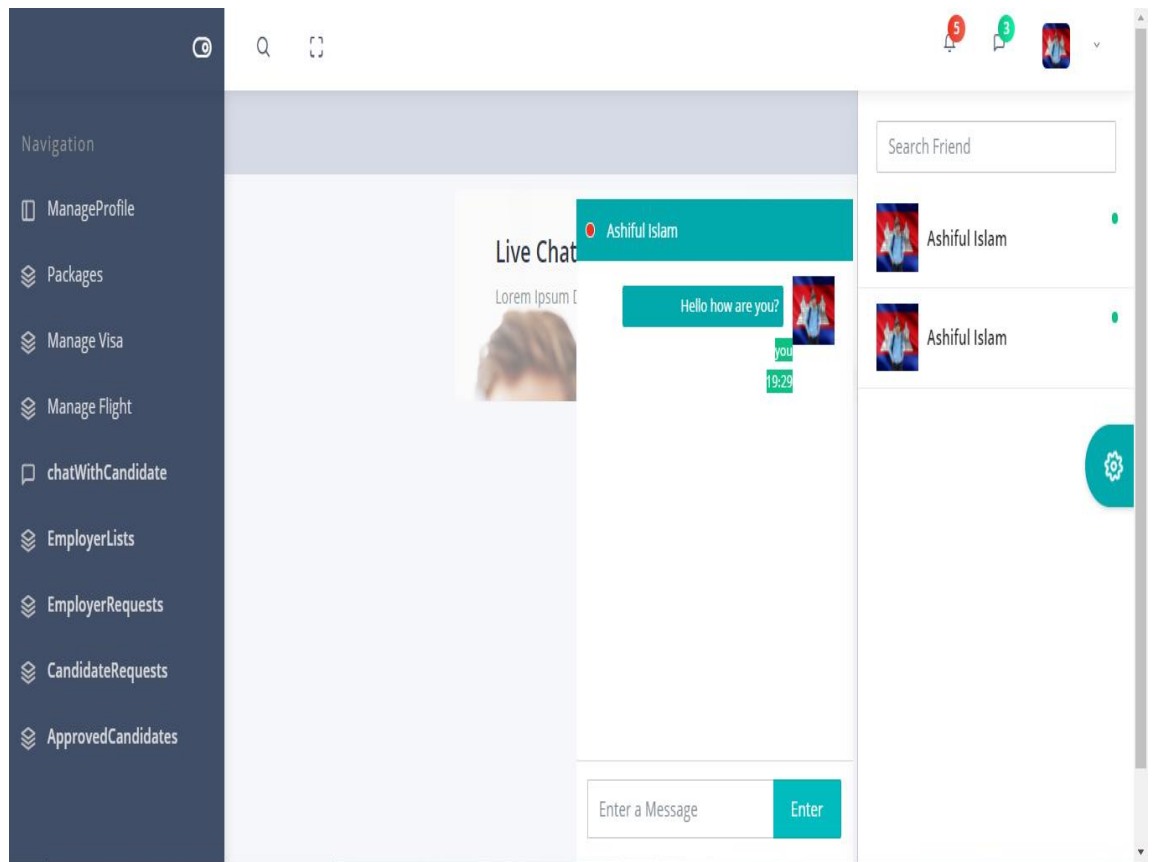 5
3
Navigation
ManageProfile
Packages
Manage Visa
Manage Flight
chatWithCandidate
EmployerLists
EmployerRequests
CandidateRequests
ApprovedCandidates
Live Chat
Lorem Ipsum
Ashiful Islam
Hello how are you?
you
19:29
Enter a Message
Enter
Search Friend
Ashiful Islam
Ashiful Islam